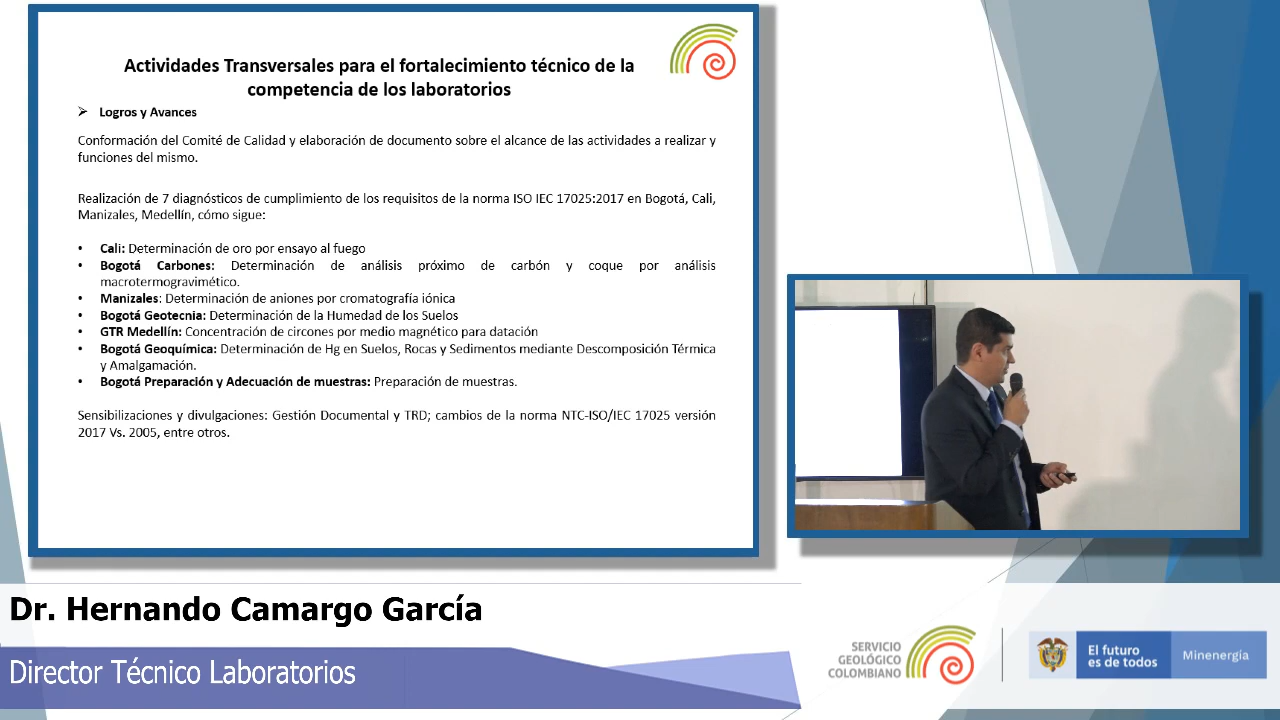 Actividades Transversales para el fortalecimiento técnico de la
competencia de los laboratorios
➢ Logros y Avances
Conformación del Comité de Calidad y elaboración de documento sobre el alcance de las actividades a realizar y
funciones del mismo.
Realización de 7 diagnósticos de cumplimiento de los requisitos de la norma ISO IEC 17025:2017 en Bogotá, Cali,
Manizales, Medellín, cómo sigue:
• Cali: Determinación de oro por ensayo al fuego
• Bogotá Carbones: Determinación de análisis próximo de carbón y coque por análisis
macrotermogravimético.
• Manizales: Determinación de aniones por cromatografía iónica
• Bogotá Geotecnia: Determinación de la Humedad de los Suelos
• GTR Medellín: Concentración de circones por medio magnético para datación
• Bogotá Geoquímica: Determinación de Hg en Suelos, Rocas y Sedimentos mediante Descomposición Térmica
y Amalgamación.
• Bogotá Preparación y Adecuación de muestras: Preparación de muestras.
Sensibilizaciones y divulgaciones: Gestión Documental y TRD; cambios de la norma NTC-ISO/IEC 17025 versión
2017 Vs. 2005, entre otros.
Dr. Hernando Camargo García
Director Técnico Laboratorios
SERVICIO
GEOLÓGICO
COLOMBIANO
El futuro
es de todos
Minenergía